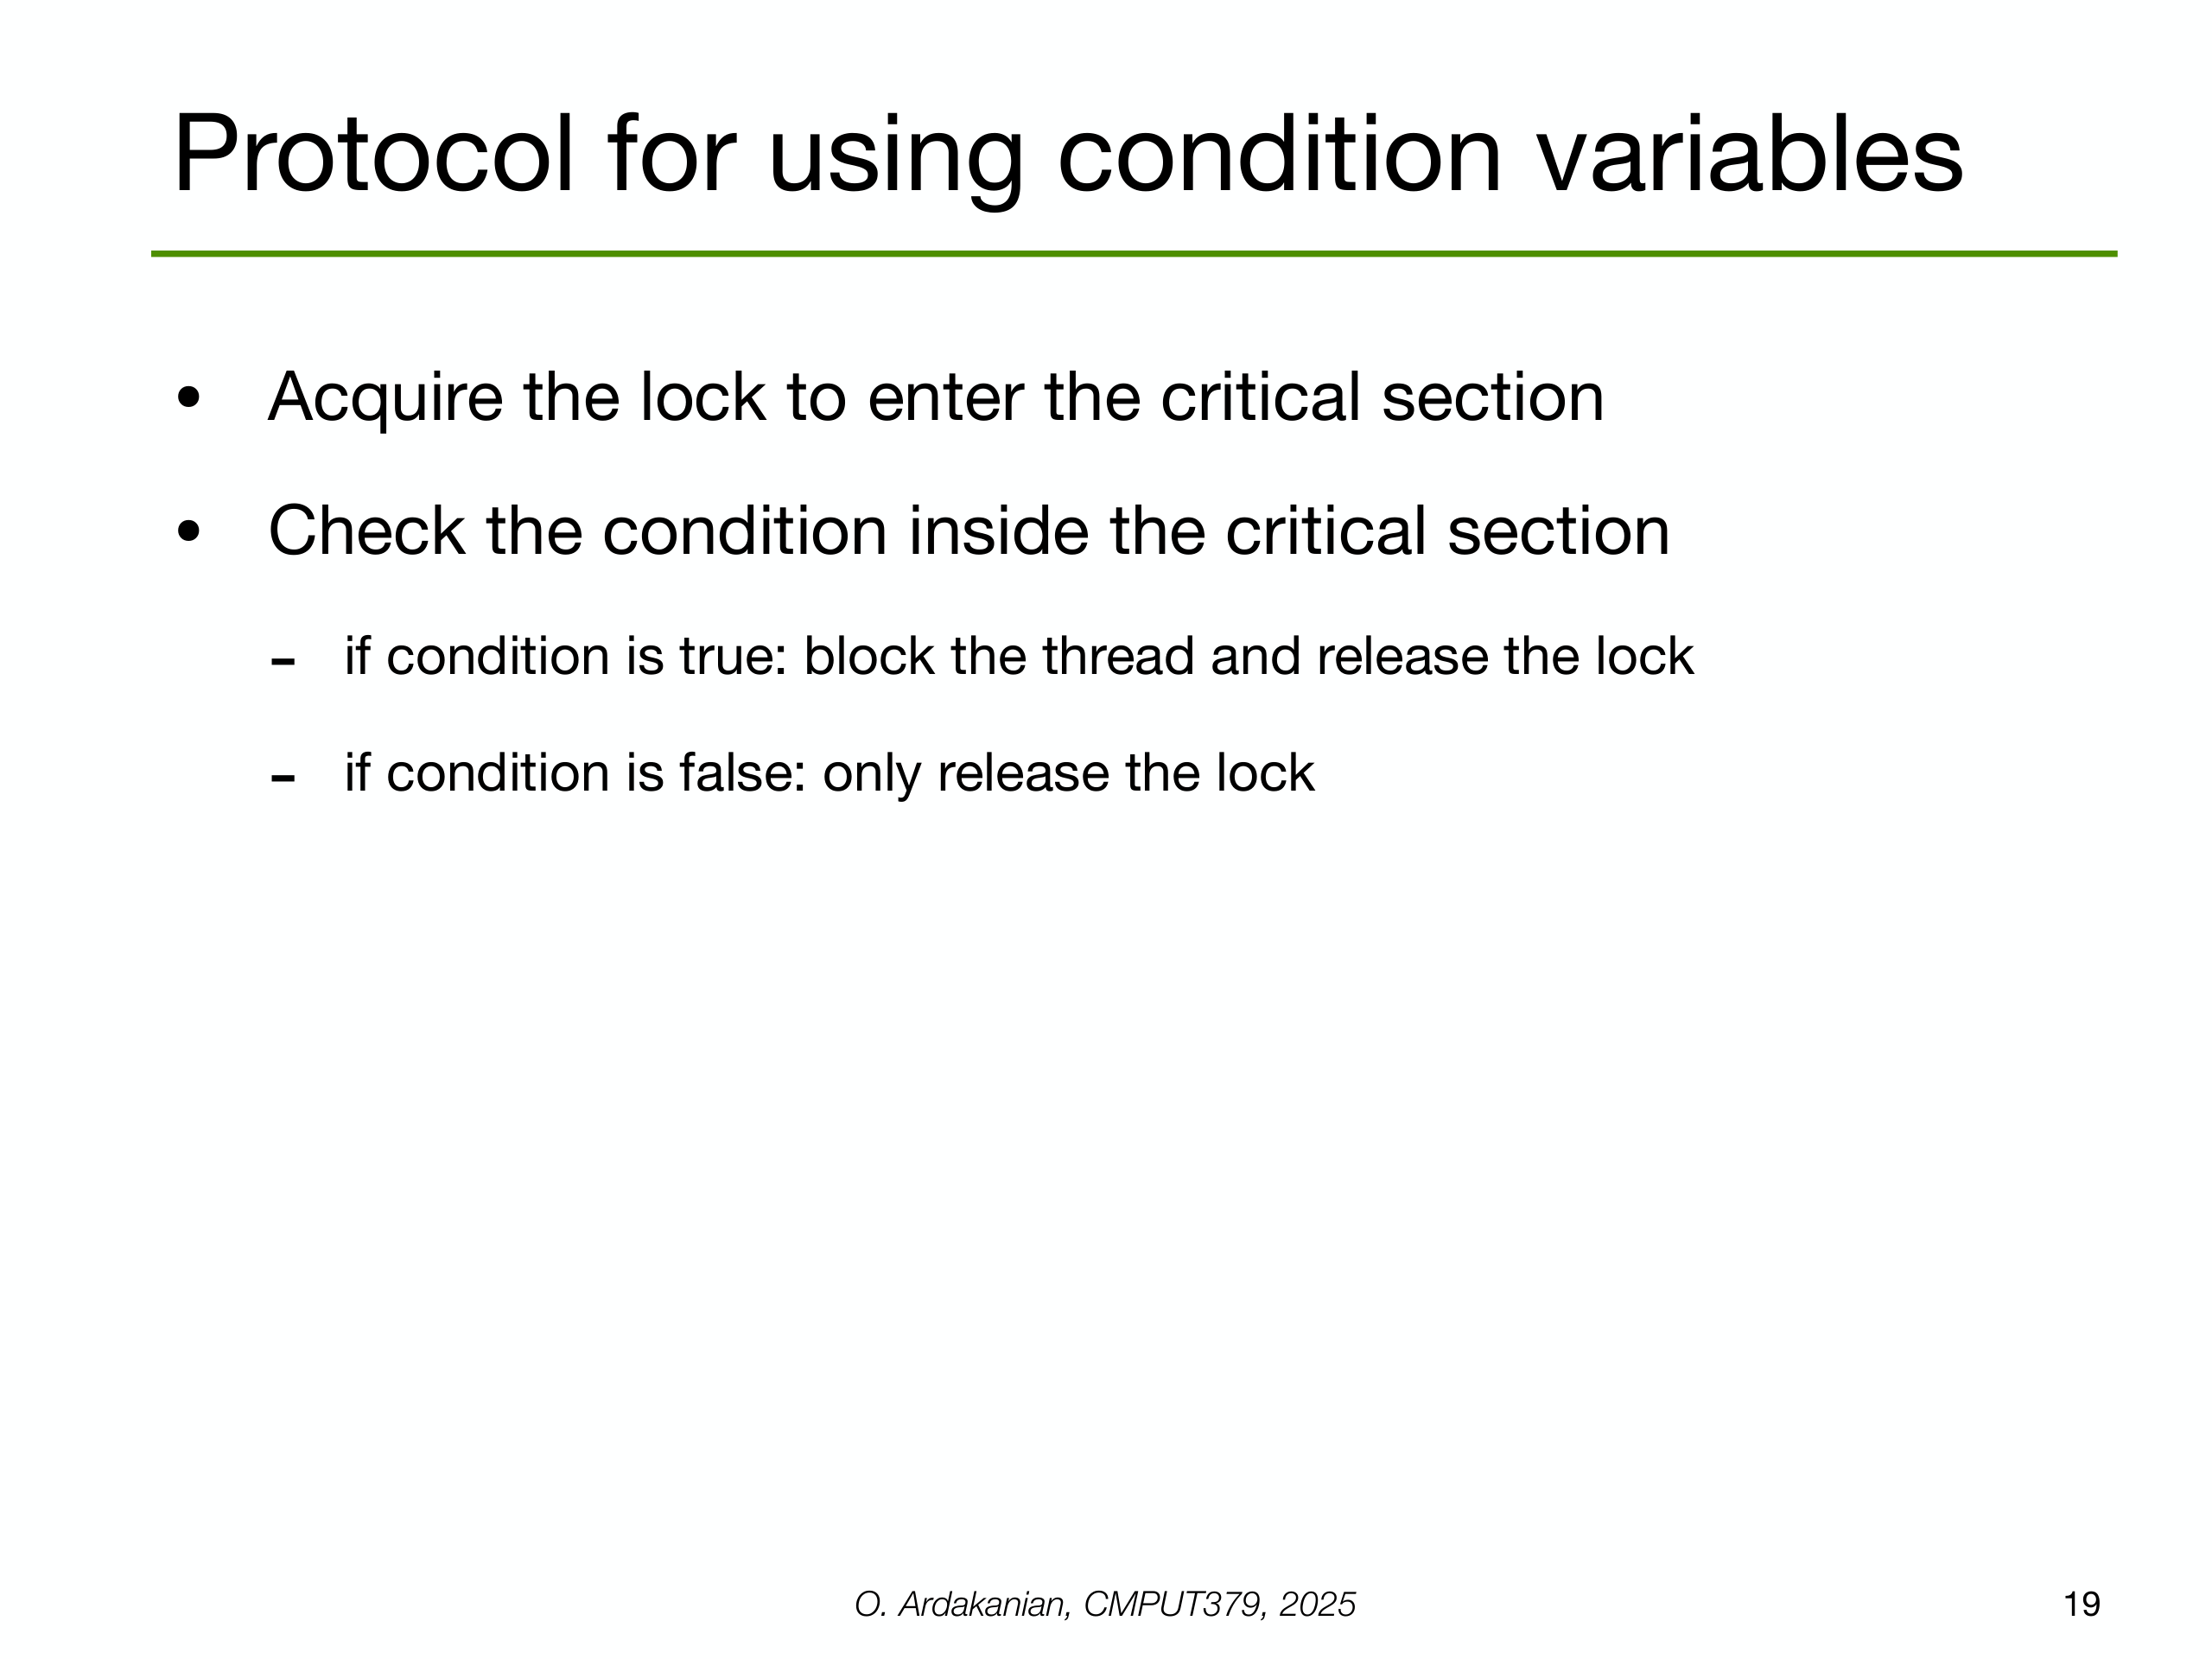 Protocol for using condition variables
• Acquire the lock to enter the critical section
• Check the condition inside the critical section
- if condition is true: block the thread and release the lock
- if condition is false: only release the lock
O. Ardakanian, CMPUT379, 2025
19